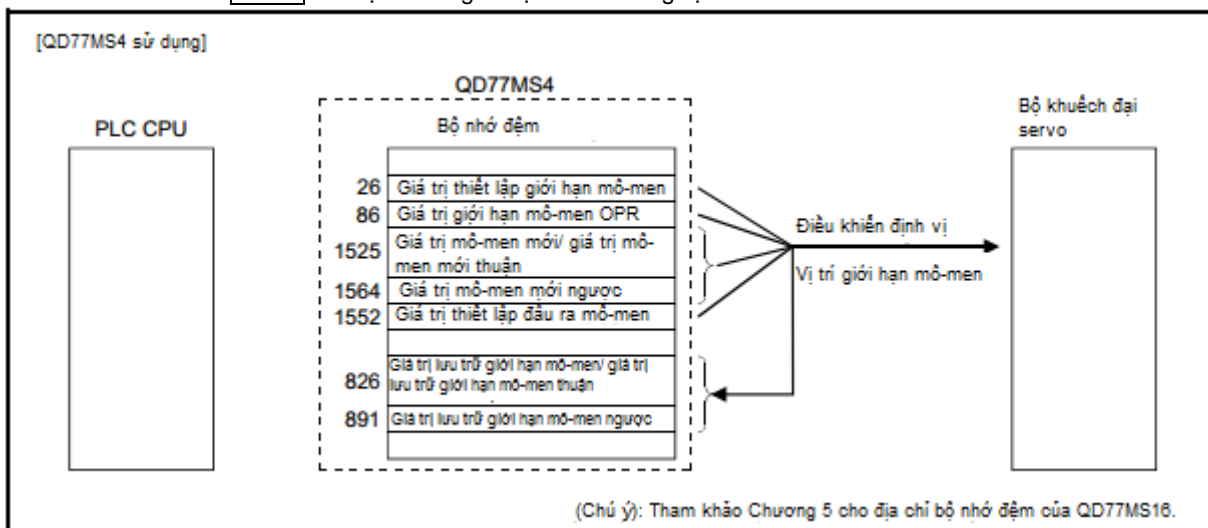 [QD77MS4 sử dụng]
QD77MS4
PLC CPU
Bộ nhớ đệm
Bộ khuếch đại
servo
26 Giá trị thiết lập giới hạn mô-men
86 Giá trị giới hạn mô-men OPR
1525 Giá trị mô-men mới/ giá trị mô-
men mới thuận
1564 Giá trị mô-men mới ngược
1552 Giá trị thiết lập đầu ra mô-men
826 Giá trị lưu trữ giới hạn mô-men/ giá trị
lưu trữ giới hạn mô-men thuận
891 Giá trị lưu trữ giới hạn mô-men ngược
Điều khiển định vị
Vị trí giới hạn mô-men
(Chú ý): Tham khảo Chương 5 cho địa chỉ bộ nhớ đệm của QD77MS16.